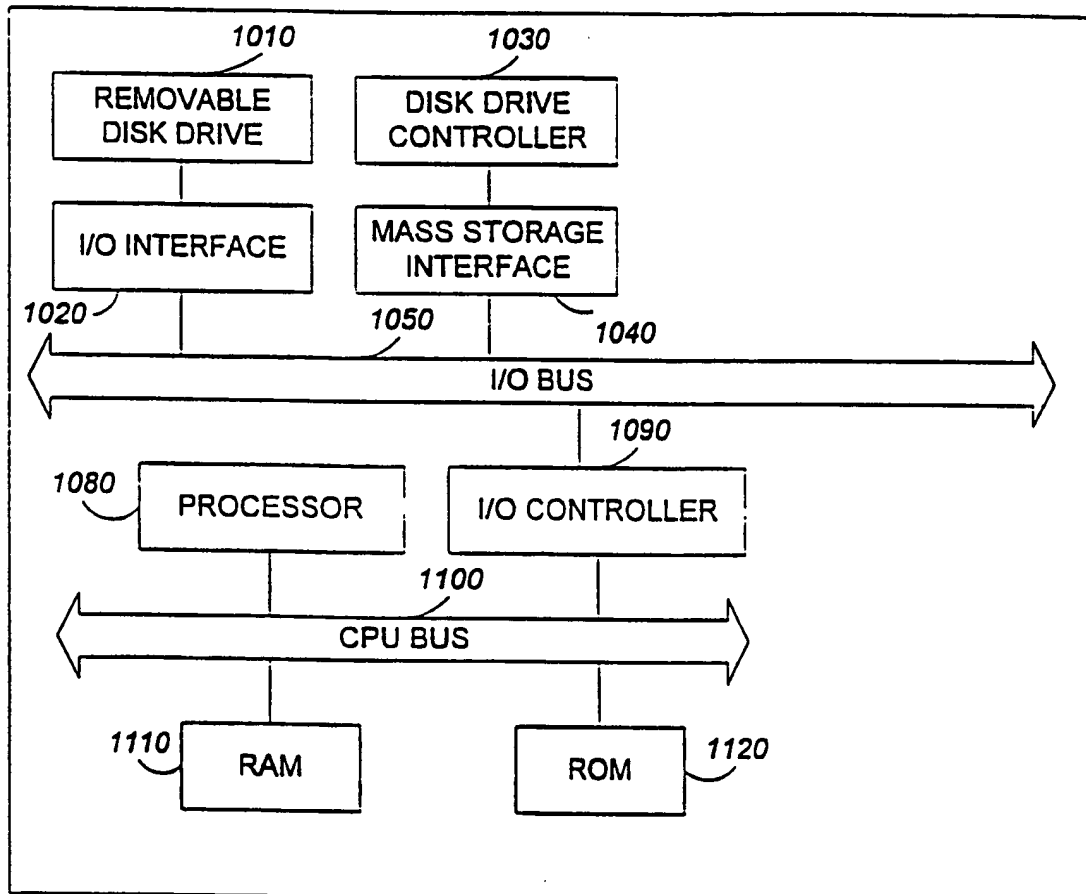 1010
1030
REMOVABLE
DISK DRIVE
DISK DRIVE
CONTROLLER
I/O INTERFACE
MASS STORAGE
INTERFACE
1020
1050
1040
I/O BUS
1090
1080
PROCESSOR
I/O CONTROLLER
1100
CPU BUS
1110
RAM
ROM
1120